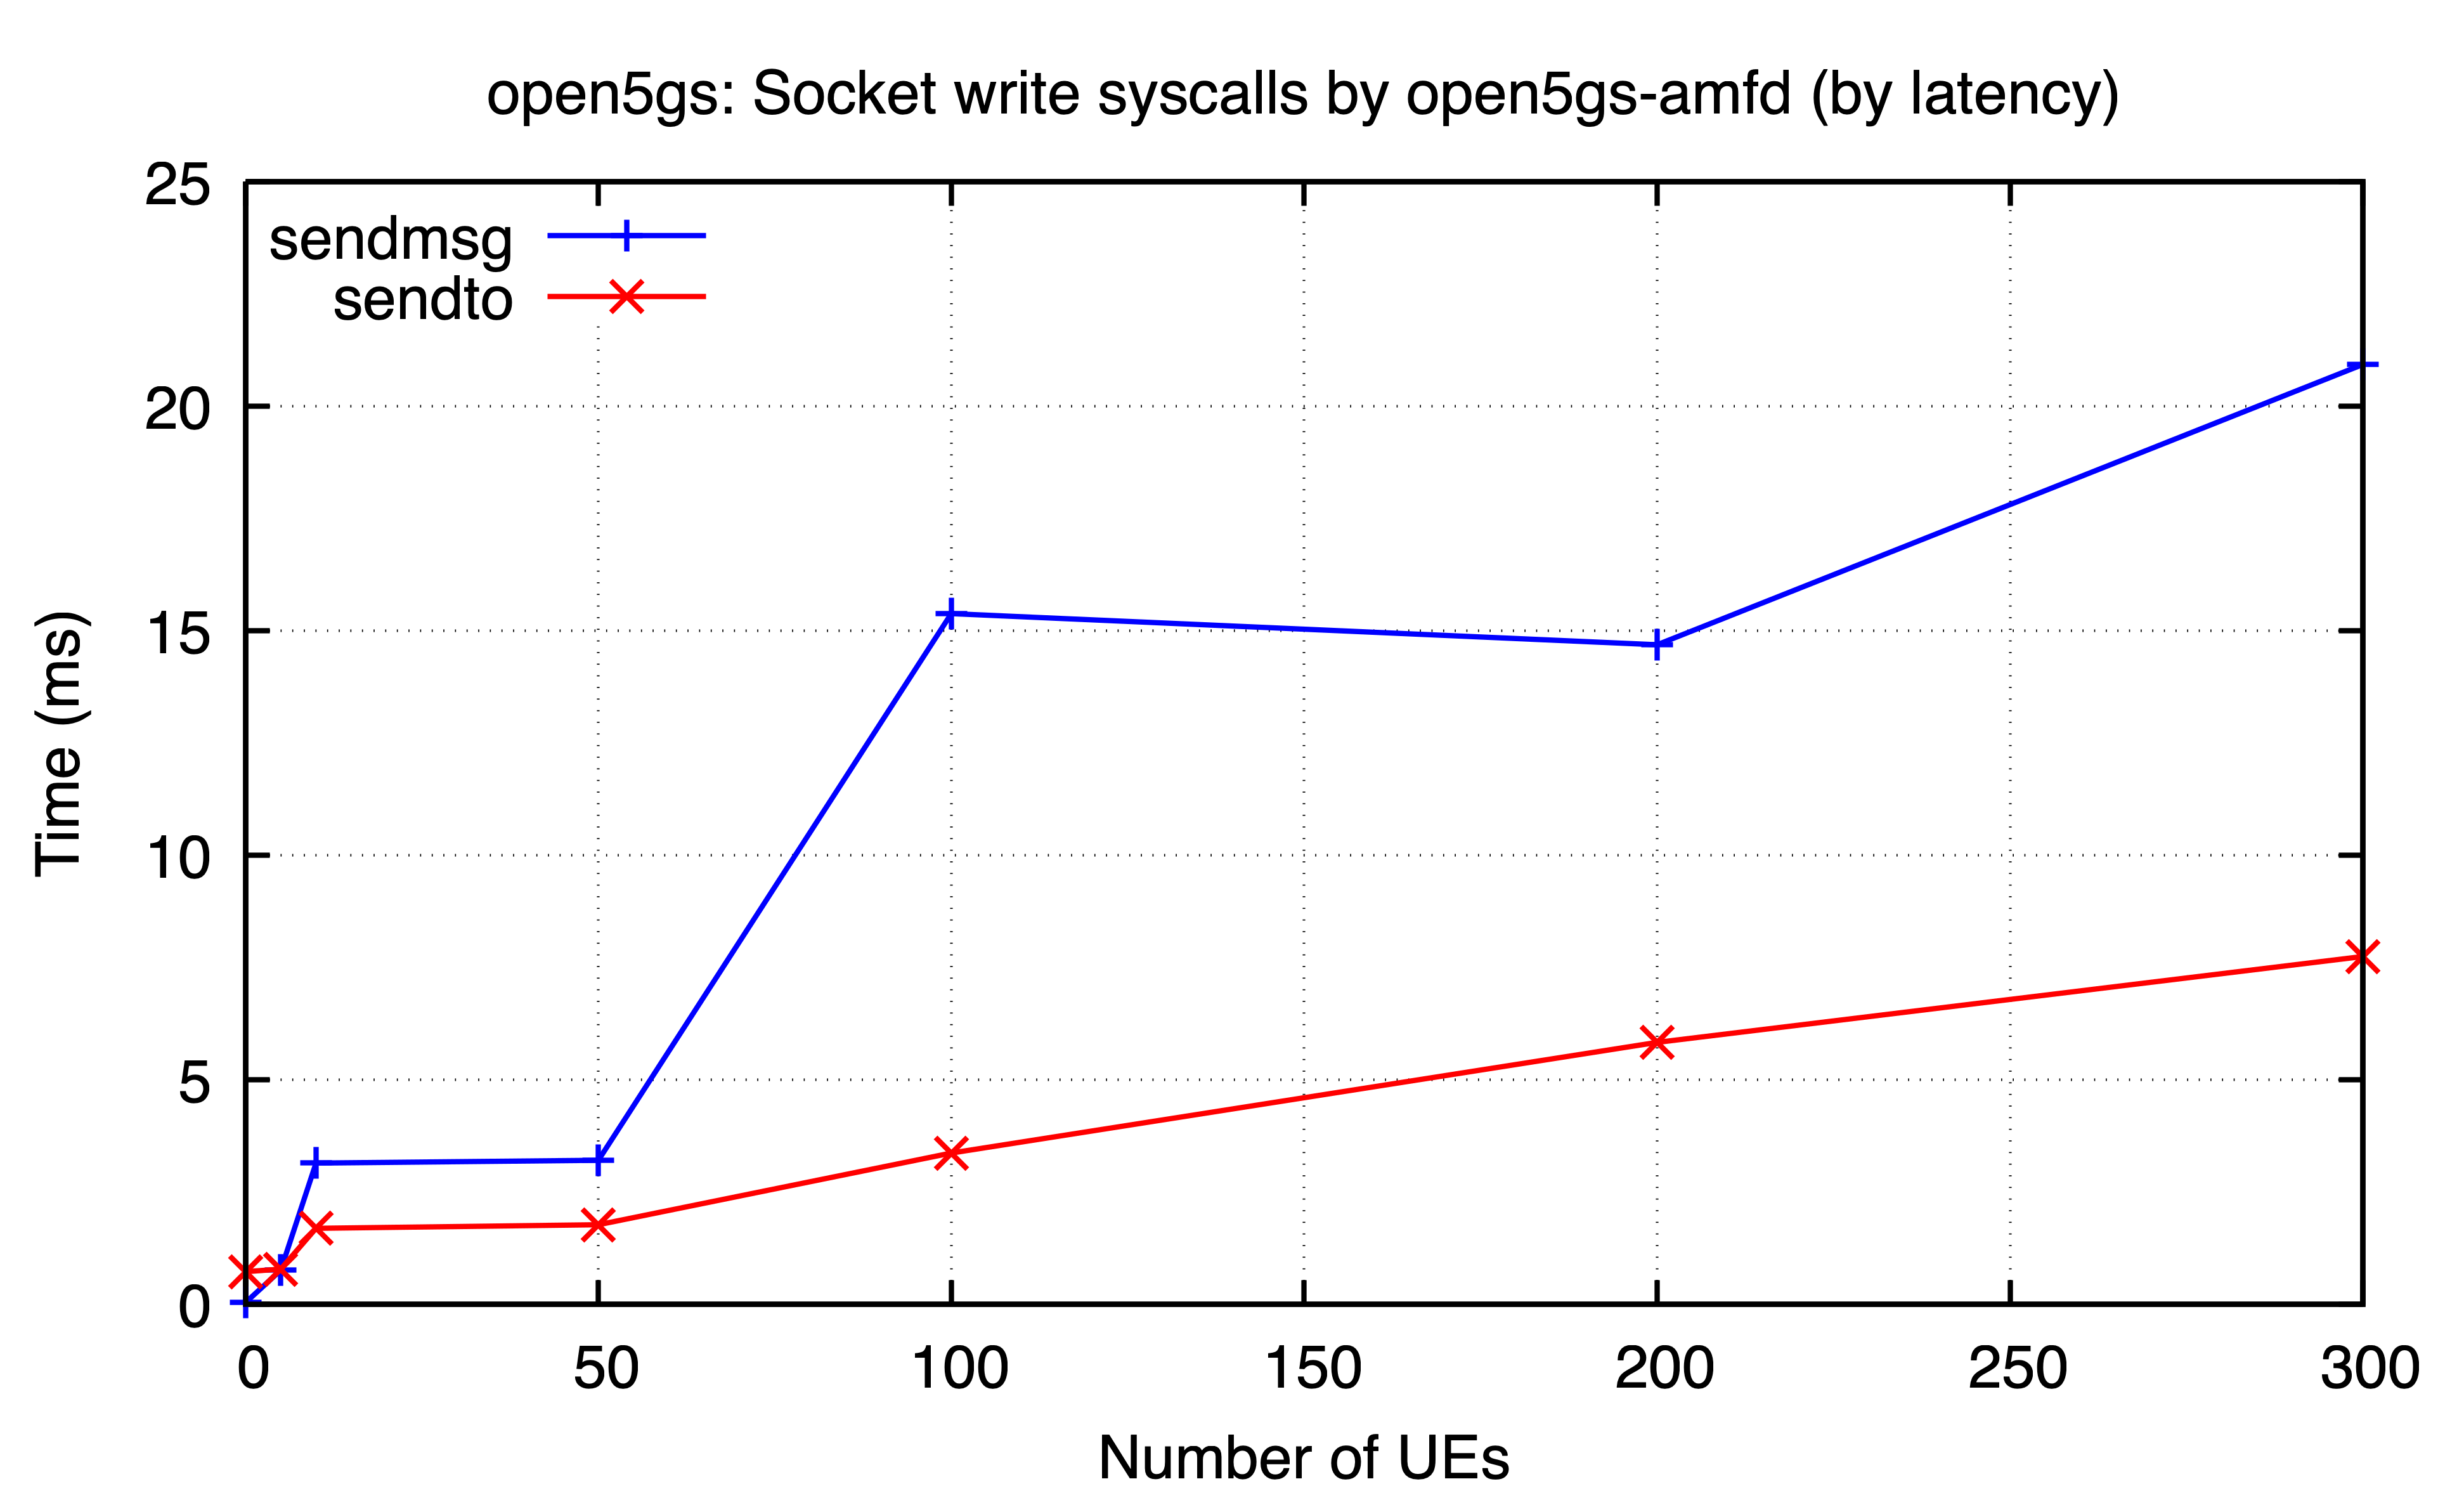 open5gs: Socket write syscalls by open5gs-amfd (by latency)
25
20
15
10
5
0
Time (ms)
sendmsg
sendto
0 50 100 150 200 250 300
Number of UEs